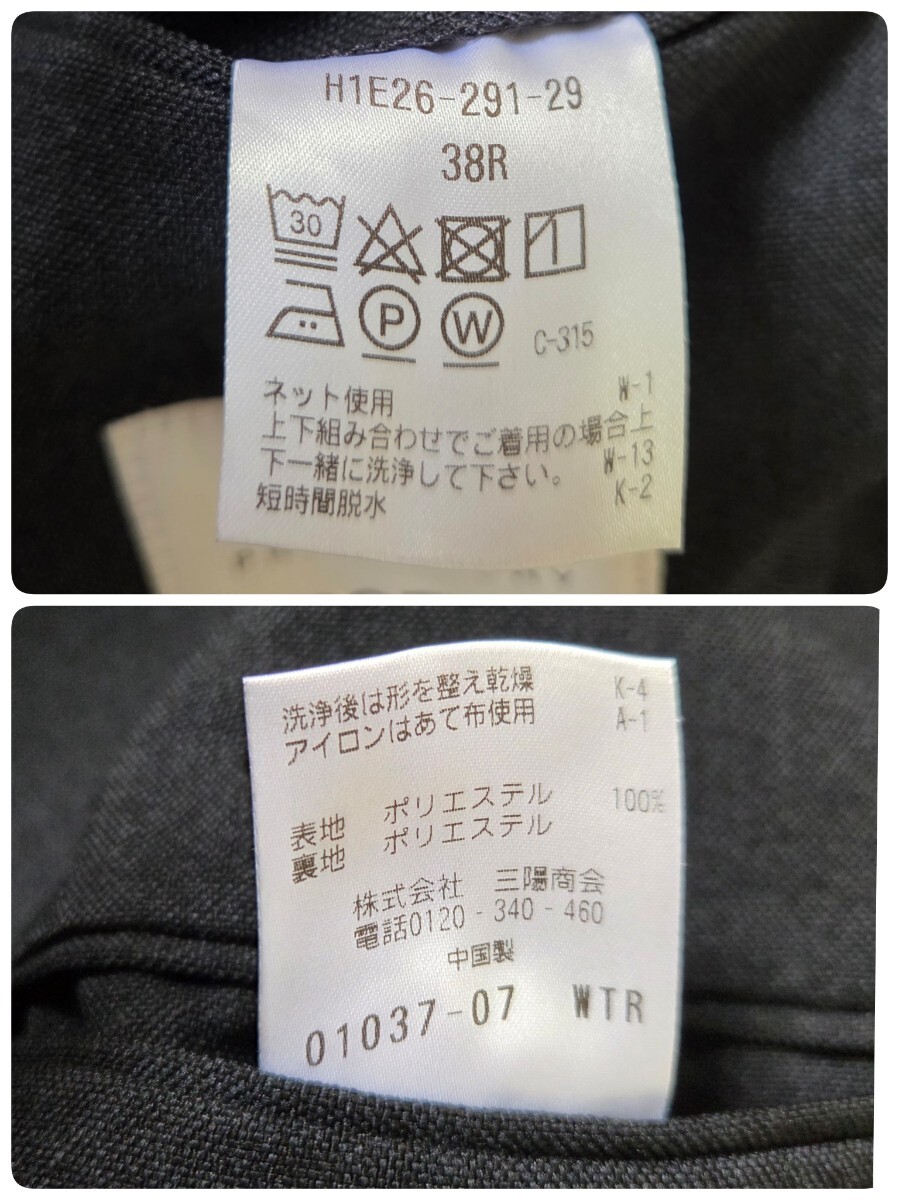 H1E26-291-29
38R
30
P W C-315
ネット使用 W-1
上下組み合わせでご着用の場合上
下一緒に洗浄して下さい。 W-13
短時間脱水 K-2
洗浄後は形を整え乾燥 K-4
アイロンはあて布使用 A-1
表地 ポリエステル 100%
裏地 ポリエステル
株式会社 三陽商会
電話0120-340-460
中国製
01037-07 WTR